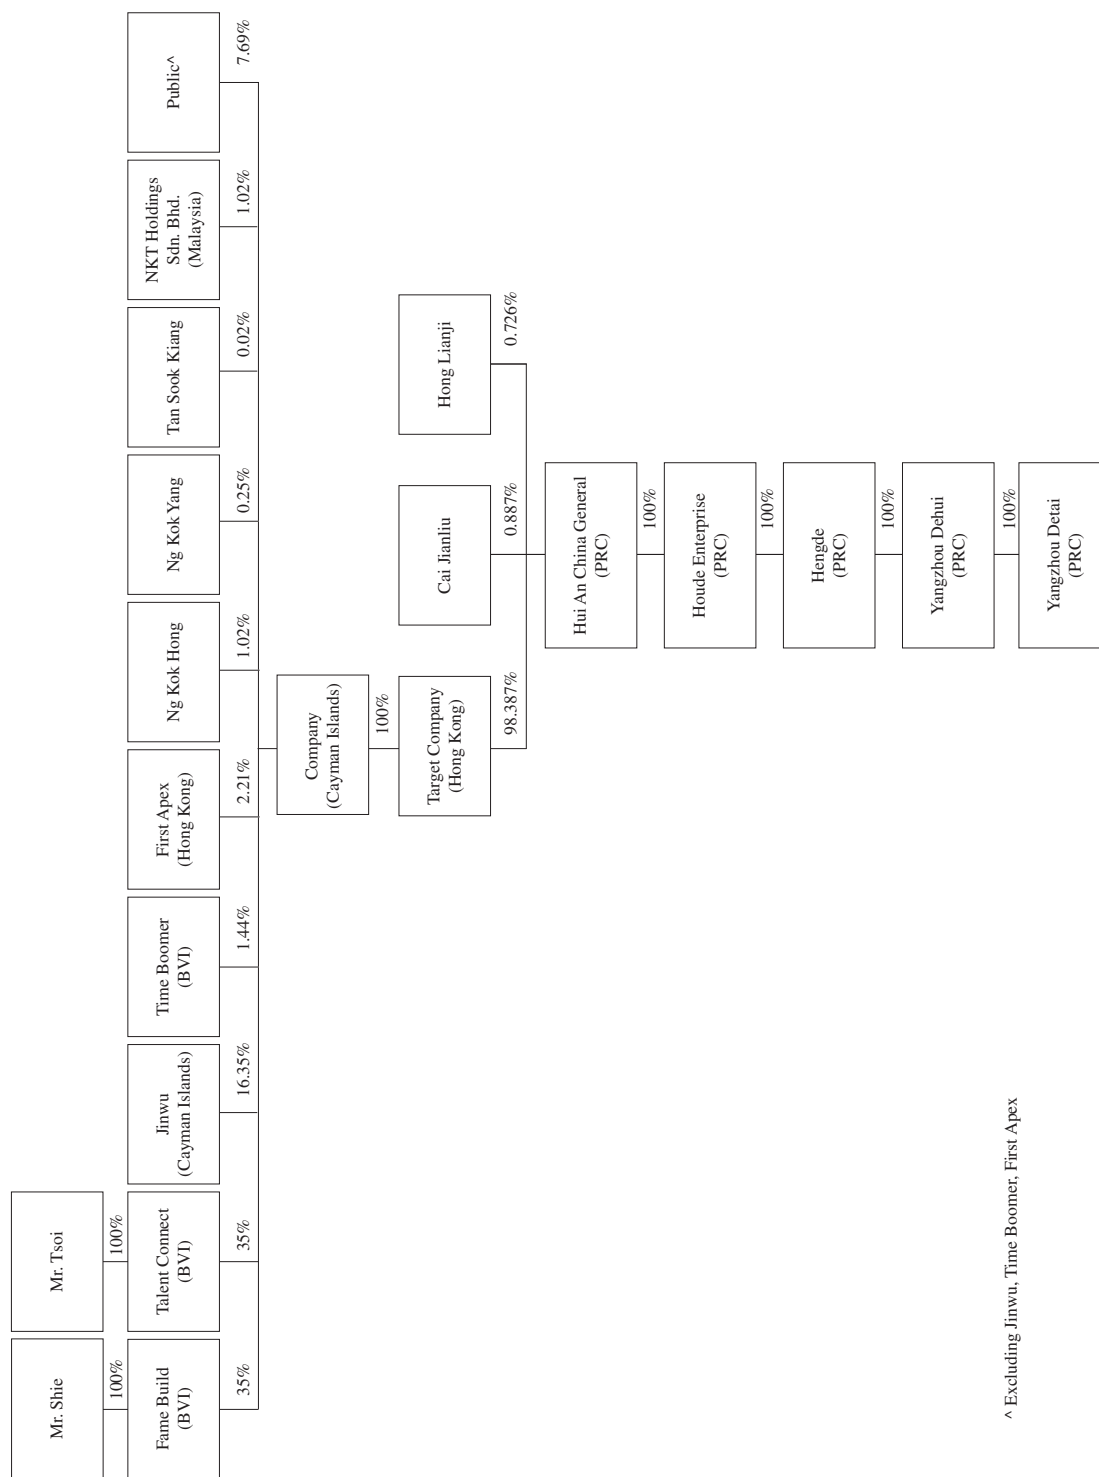 Mr. Shie
Mr. Tsoi
100%
100%
Fame Build
(BVI)
Talent Connect
(BVI)
Jinwu
(Cayman Islands)
Time Boomer
(BVI)
First Apex
(Hong Kong)
Ng Kok Hong
Ng Kok Yang
Tan Sook Kiang
NKT Holdings
Sdn. Bhd.
(Malaysia)
Public^
35%
35%
16.35%
1.44%
2.21%
1.02%
0.25%
0.02%
1.02%
7.69%
Company
(Cayman Islands)
100%
Target Company
(Hong Kong)
Cai Jianliu
Hong Lianji
98.387%
0.887%
0.726%
Hui An China General
(PRC)
100%
Houde Enterprise
(PRC)
100%
Hengde
(PRC)
100%
Yangzhou Dehui
(PRC)
100%
Yangzhou Detai
(PRC)
^ Excluding Jinwu, Time Boomer, First Apex